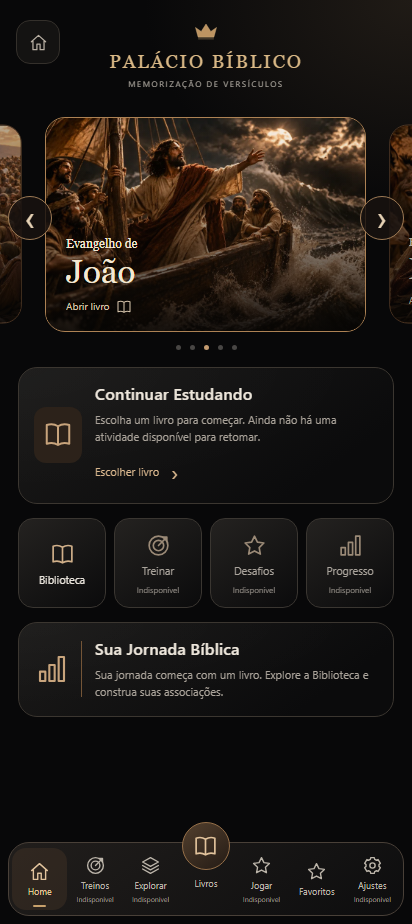 PALÁCIO BÍBLICO
MEMORIZAÇÃO DE VERSÍCULOS
Evangelho de
João
Abrir livro
Continuar Estudando
Escolha um livro para começar. Ainda não há uma
atividade disponível para retomar.
Escolher livro
Biblioteca
Treinar
Indisponível
Desafios
Indisponível
Progresso
Indisponível
Sua Jornada Bíblica
Sua jornada começa com um livro. Explore a Biblioteca e
construa suas associações.
Home
Treinos
Indisponível
Explorar
Indisponível
Livros
Jogar
Indisponível
Favoritos
Ajustes
Indisponível